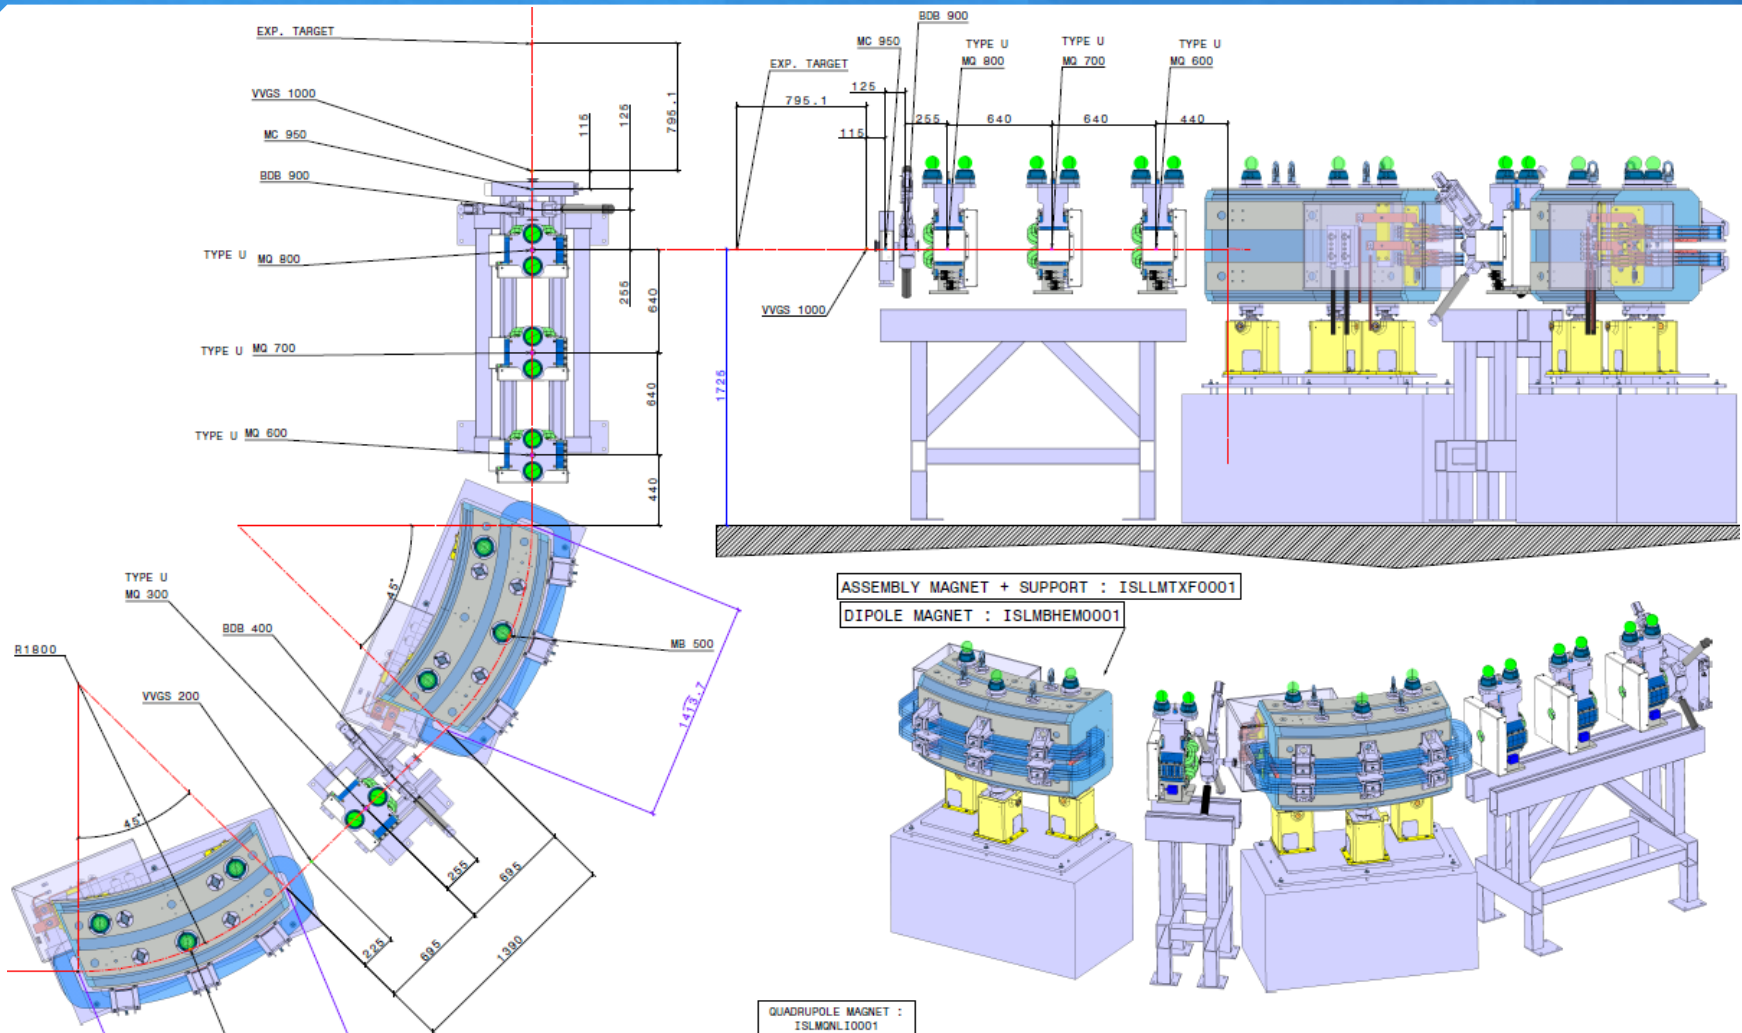 EXP. TARGET
VVGS 1000
MC 950
BDB 900
TYPE U MQ 800
TYPE U MQ 700
TYPE U MQ 600
115
125
795.1
255
640
640
440
BDB 900
MC 950
TYPE U
MQ 800
TYPE U
MQ 700
TYPE U
MQ 600
EXP. TARGET
125
795.1
255
640
640
440
115
VVGS 1000
1725
45°
TYPE U
MQ 300
BDB 400
MB 500
R1800
VVGS 200
1413.7
45°
255
695
225
695
1390
ASSEMBLY MAGNET + SUPPORT : ISLLMTXF0001
DIPOLE MAGNET : ISLMBHEM0001
QUADRUPOLE MAGNET :
ISLMQNLI0001